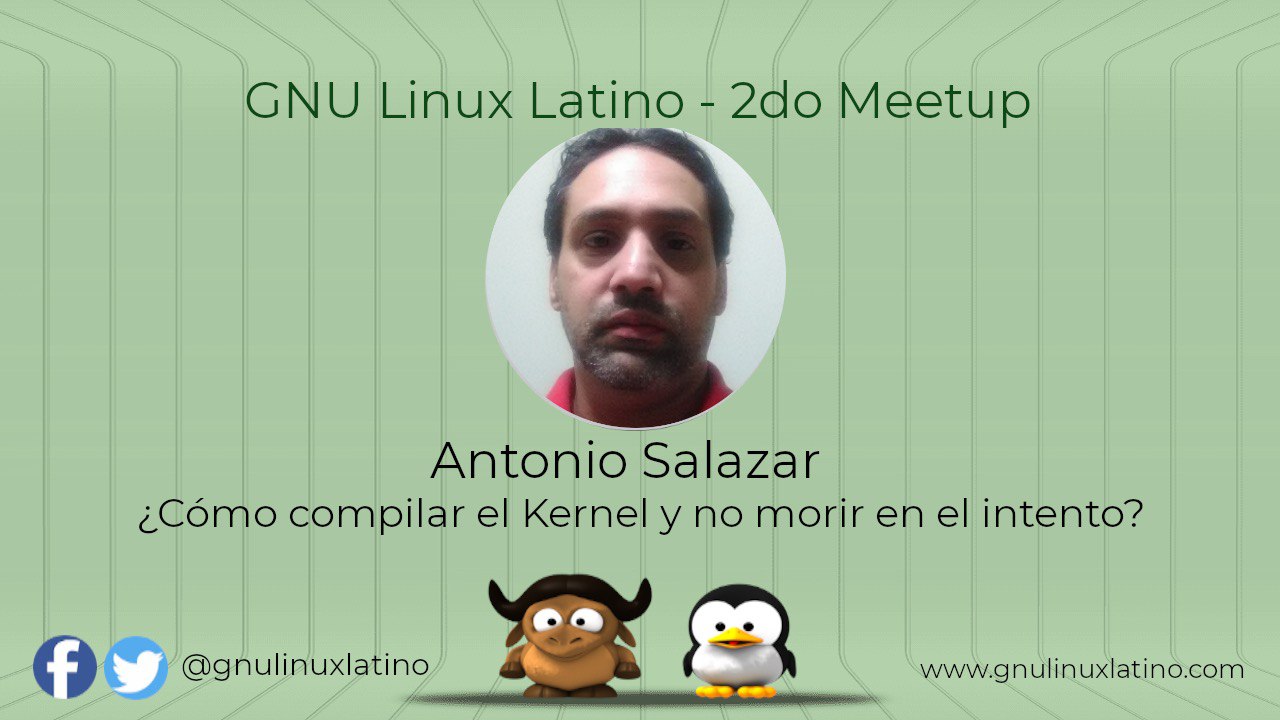 GNU Linux Latino - 2do Meetup
Antonio Salazar
¿Cómo compilar el Kernel y no morir en el intento?
@gnulinuxlatino
www.gnulinuxlatino.com